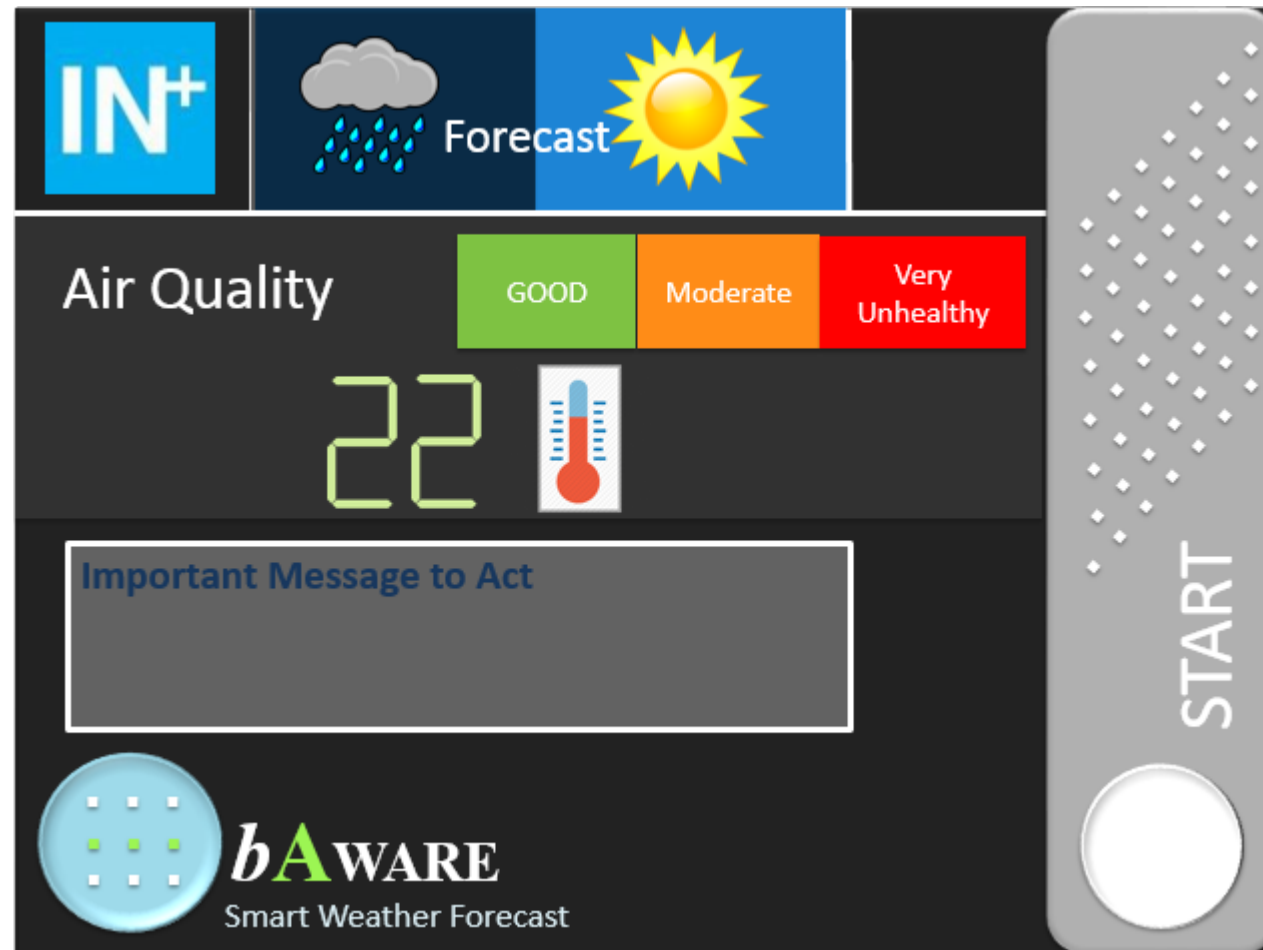 IN+
Forecast
Air Quality
GOOD
Moderate
Very
Unhealthy
22
Important Message to Act
START
bAWARE
Smart Weather Forecast